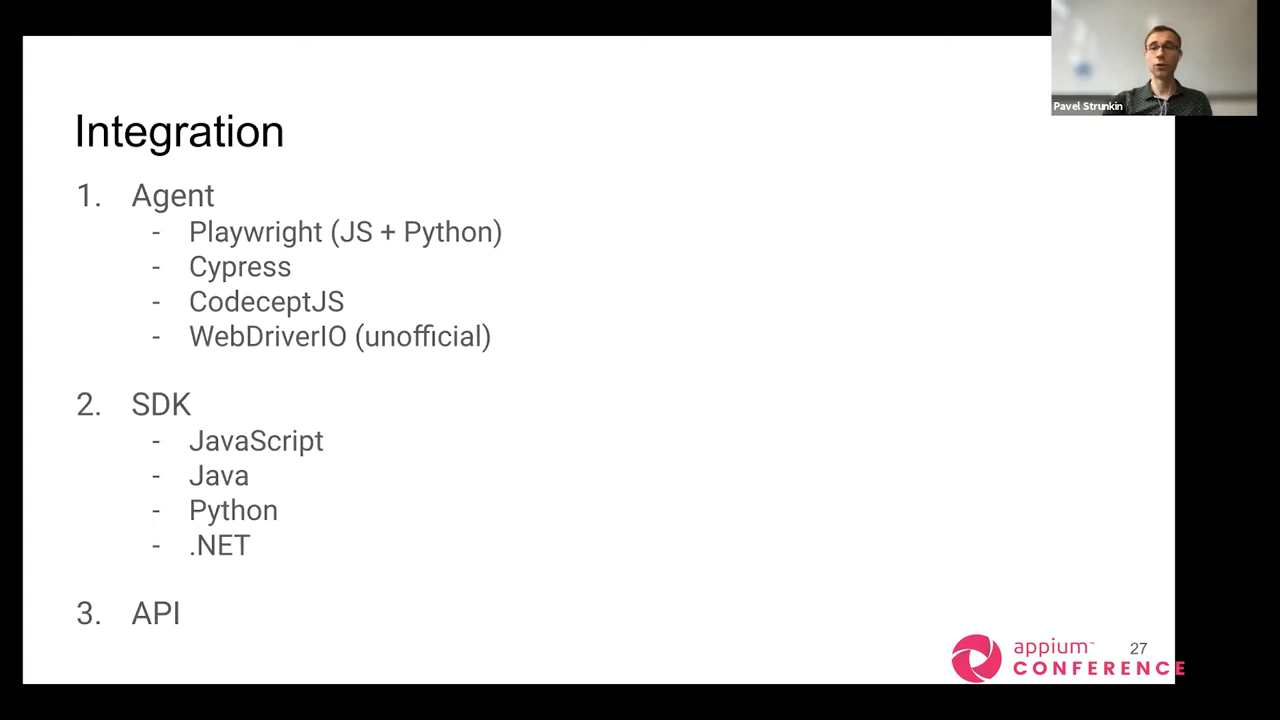 Pavel Strunkin
Integration
1. Agent
- Playwright (JS + Python)
- Cypress
- CodeceptJS
- WebDriverIO (unofficial)
2. SDK
- JavaScript
- Java
- Python
- .NET
3. API
appium™
CONFERENCE
27